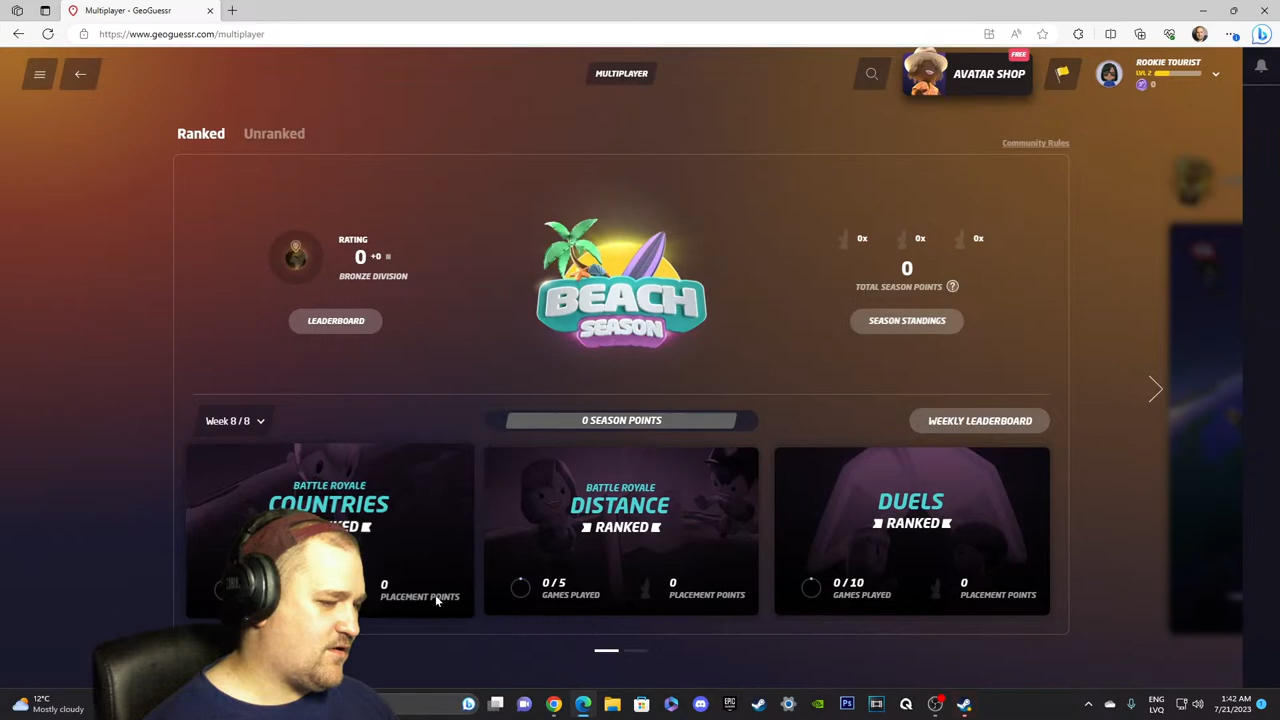 Multiplayer - GeoGuessr
https://www.geoguessr.com/multiplayer
MULTIPLAYER
FREE
AVATAR SHOP
ROOKIE TOURIST
LVL 2
0
Ranked Unranked
Community Rules
RATING
0 +0
BRONZE DIVISION
LEADERBOARD
BEACH
SEASON
0x 0x 0x
0
TOTAL SEASON POINTS ?
SEASON STANDINGS
Week 8 / 8
0 SEASON POINTS
WEEKLY LEADERBOARD
BATTLE ROYALE
COUNTRIES
0
PLACEMENT POINTS
BATTLE ROYALE
DISTANCE
RANKED
0 / 5
GAMES PLAYED
0
PLACEMENT POINTS
DUELS
RANKED
0 / 10
GAMES PLAYED
0
PLACEMENT POINTS
JBL
12°C
Mostly cloudy
ENG
LVQ
1:42 AM
7/21/2023